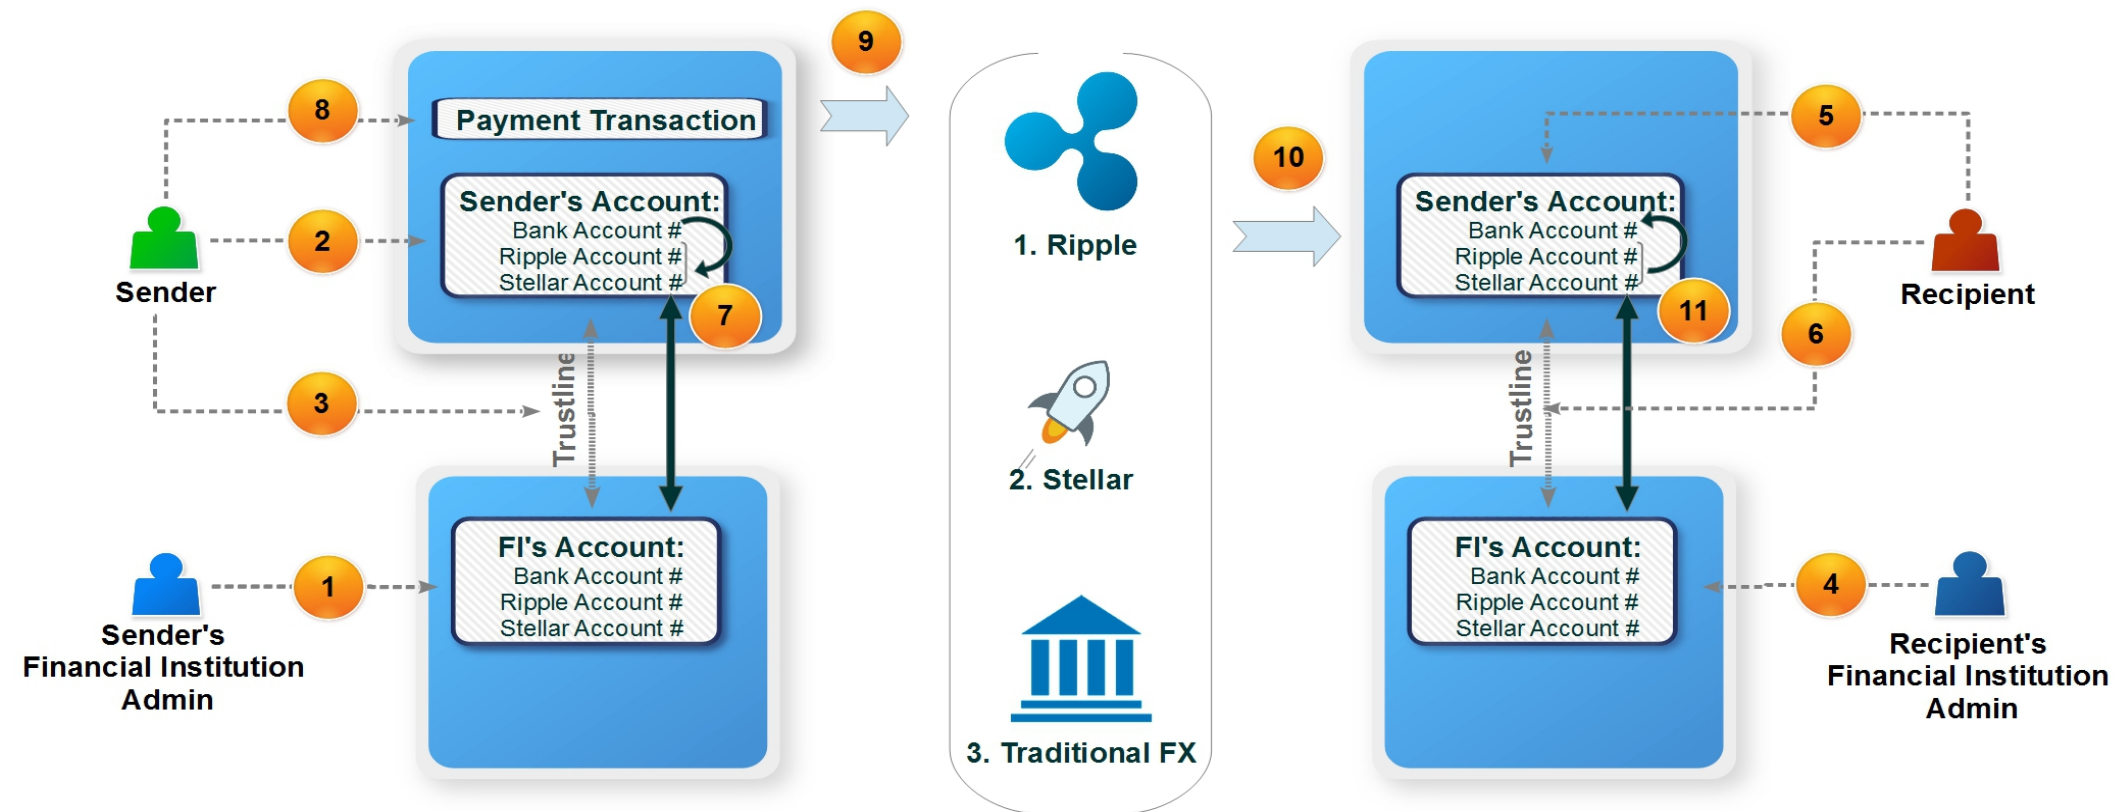 9
8
Payment Transaction
5
10
Sender's Account:
Bank Account #
Ripple Account #
Stellar Account #
2
Sender
7
1. Ripple
Sender's Account:
Bank Account #
Ripple Account #
Stellar Account #
11
Recipient
6
3
Trustline
2. Stellar
Trustline
FI's Account:
Bank Account #
Ripple Account #
Stellar Account #
1
Sender's
Financial Institution
Admin
3. Traditional FX
FI's Account:
Bank Account #
Ripple Account #
Stellar Account #
4
Recipient's
Financial Institution
Admin